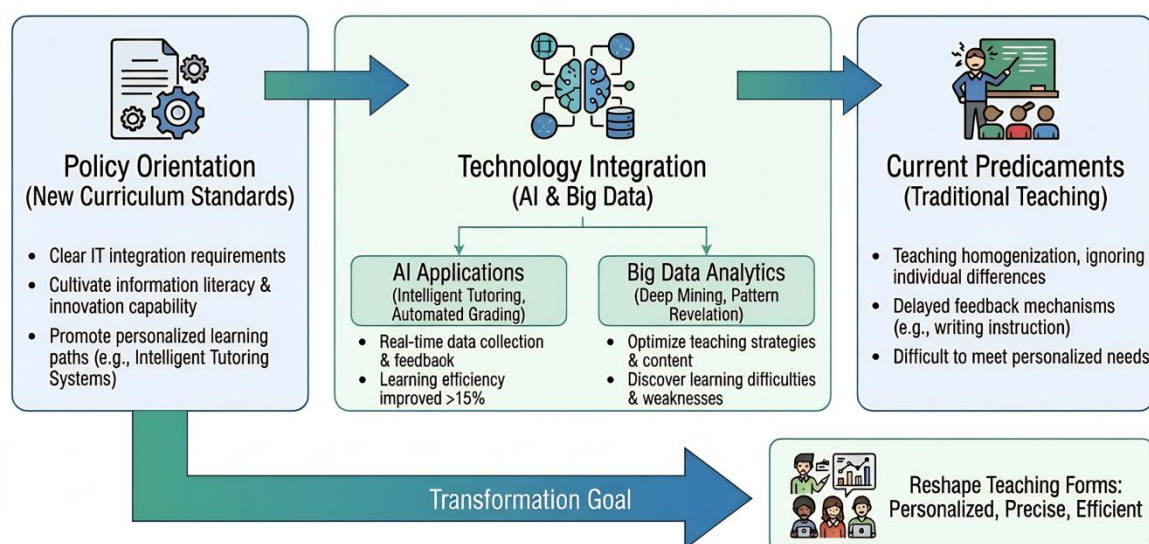 Policy Orientation
(New Curriculum Standards)
• Clear IT integration requirements
• Cultivate information literacy &
innovation capability
• Promote personalized learning
paths (e.g., Intelligent Tutoring
Systems)
Technology Integration
(AI & Big Data)
AI Applications
(Intelligent Tutoring,
Automated Grading)
• Real-time data collection
& feedback
• Learning efficiency
improved >15%
Big Data Analytics
(Deep Mining, Pattern
Revelation)
• Optimize teaching strategies
& content
• Discover learning difficulties
& weaknesses
Current Predicaments
(Traditional Teaching)
• Teaching homogenization, ignoring
individual differences
• Delayed feedback mechanisms
(e.g., writing instruction)
• Difficult to meet personalized needs
Transformation Goal
Reshape Teaching Forms:
Personalized, Precise, Efficient